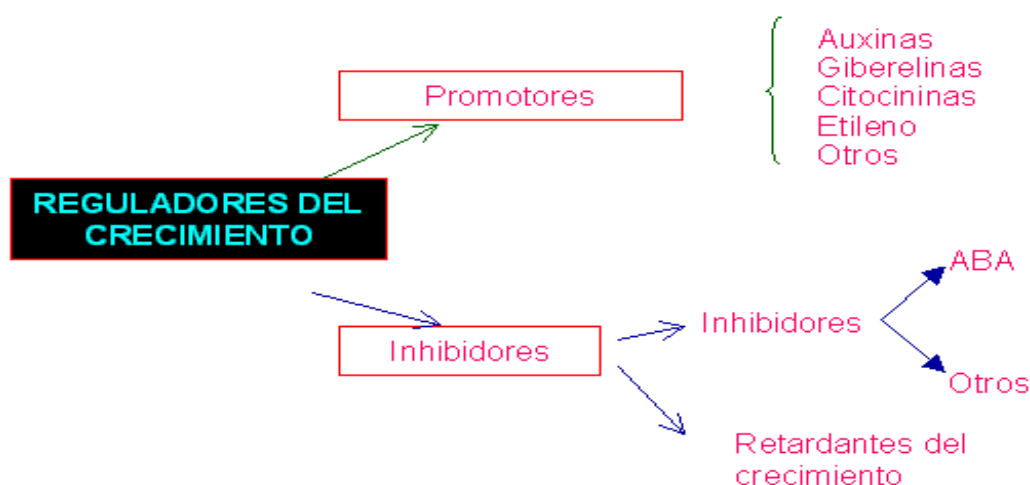 Auxinas
Giberelinas
Citocininas
Etileno
Otros
Promotores
REGULADORES DEL
CRECIMIENTO
ABA
Inhibidores
Inhibidores
Otros
Retardantes del
crecimiento